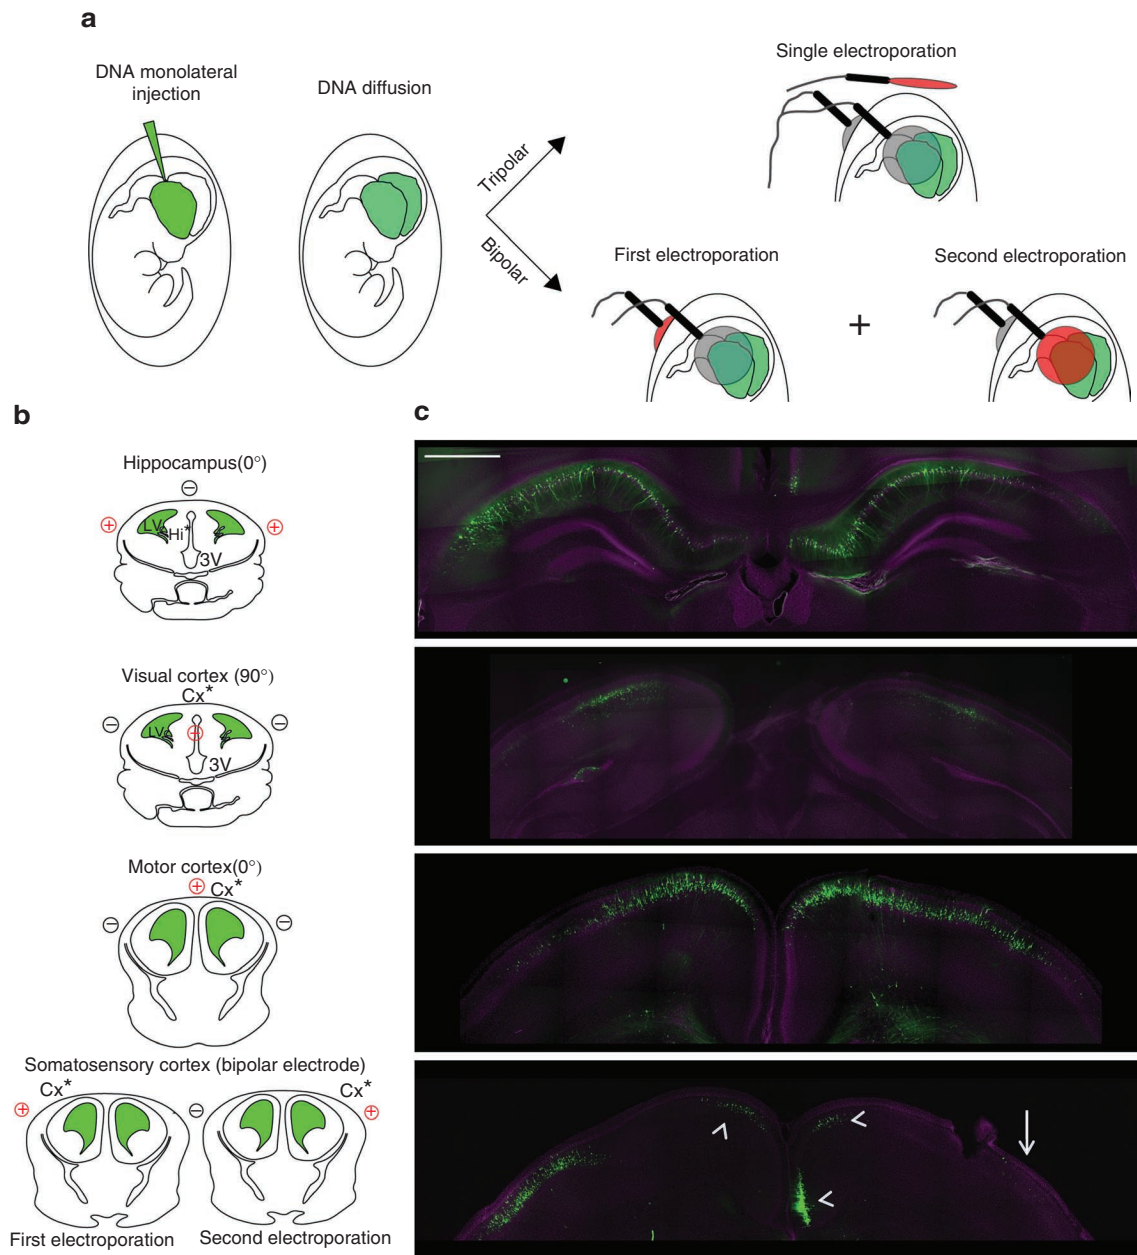 a
DNA monolateral
injection
DNA diffusion
Tripolar
Bipolar
Single electroporation
First electroporation
+
Second electroporation
b
Hippocampus(0°)
−
+
+
LV
Hi*
3V
Visual cortex (90°)
Cx*
−
−
LV
+
3V
Motor cortex(0°)
+
Cx*
−
−
Somatosensory cortex (bipolar electrode)
Cx*
Cx*
+
−
+
First electroporation
Second electroporation
c